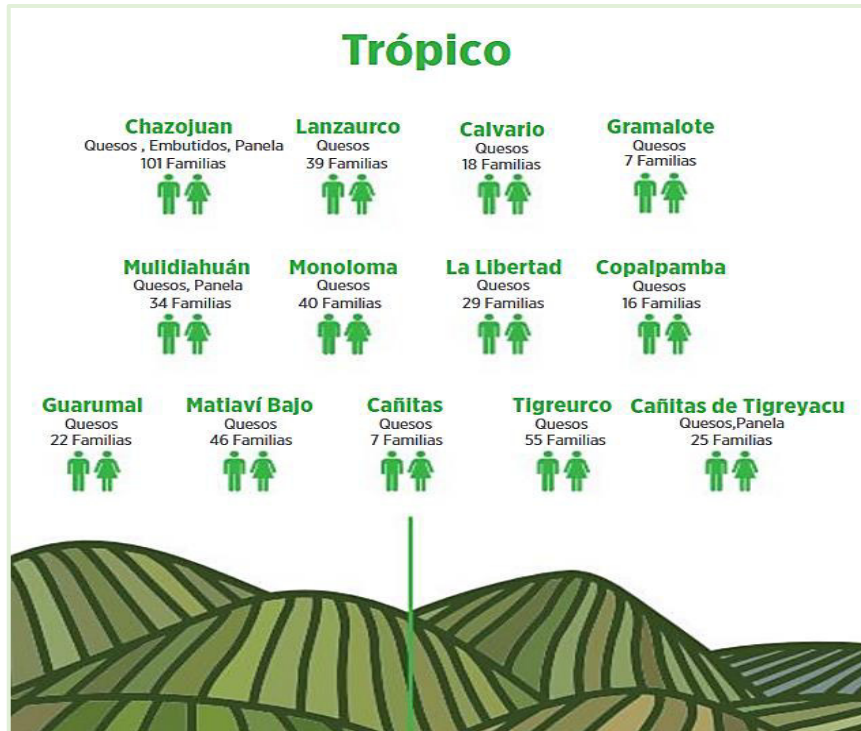 Trópico
Chazojuan
Quesos , Embutidos, Panela
101 Familias
Lanzaurco
Quesos
39 Familias
Calvario
Quesos
18 Familias
Gramalote
Quesos
7 Familias
Mulidiahuán
Quesos, Panela
34 Familias
Monoloma
Quesos
40 Familias
La Libertad
Quesos
29 Familias
Copalpamba
Quesos
16 Familias
Guarumal
Quesos
22 Familias
Matiaví Bajo
Quesos
46 Familias
Cañitas
Quesos
7 Familias
Tigreurco
Quesos
55 Familias
Cañitas de Tigreyacu
Quesos,Panela
25 Familias